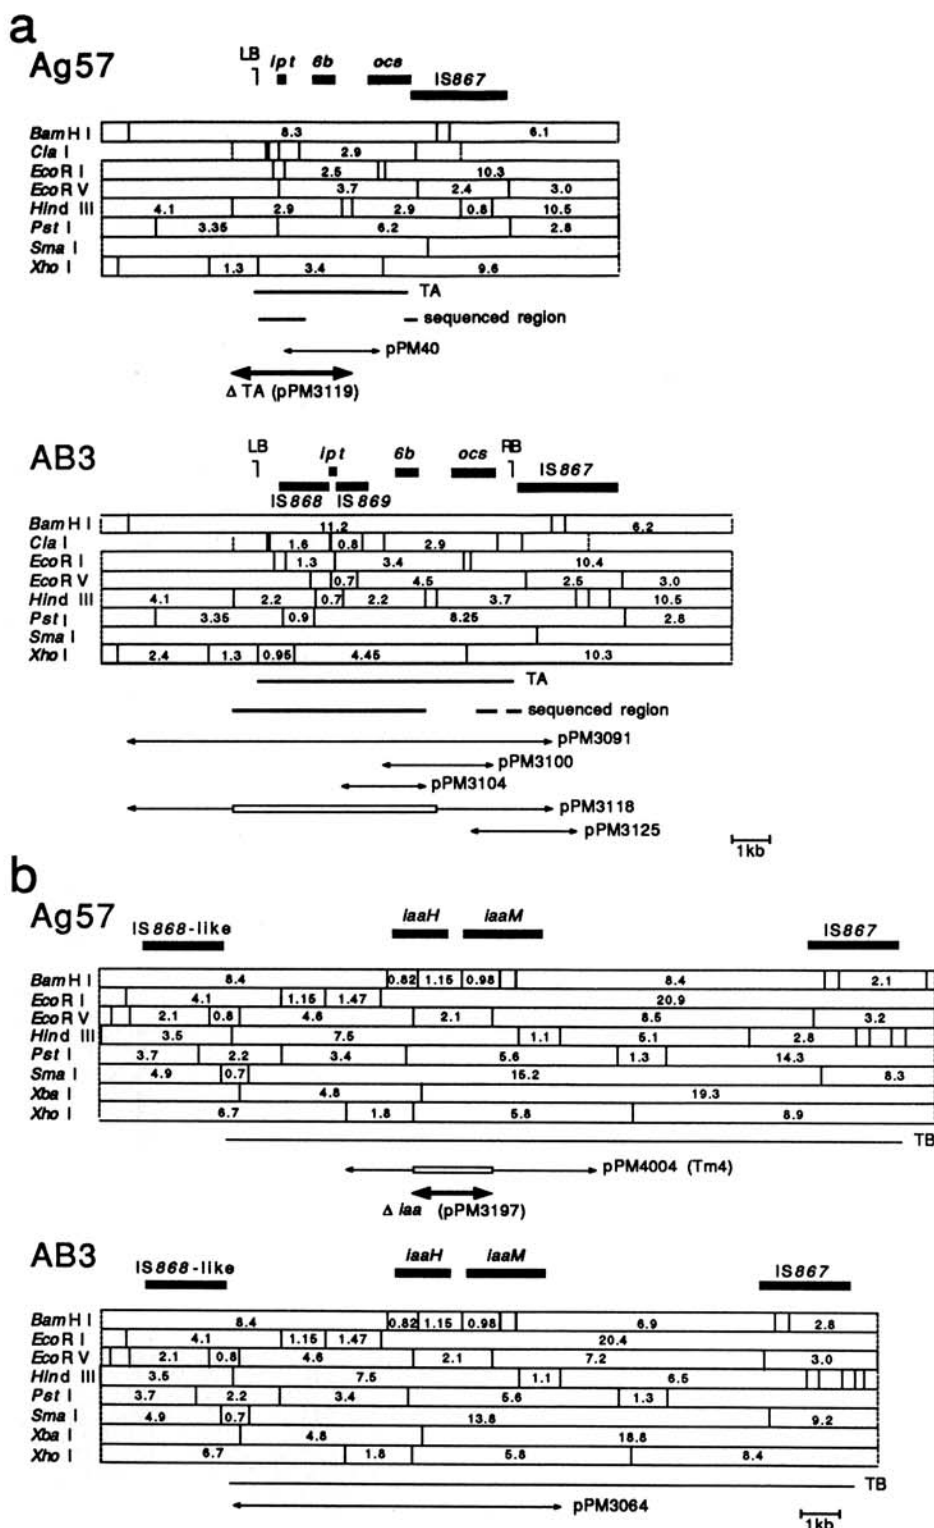 a
Ag57
LB ipt 6b ocs
IS867
BamH I 8.3 6.1
Cla I 2.9
EcoR I 2.5 10.3
EcoR V 3.7 2.4 3.0
Hind III 4.1 2.9 2.9 0.8 10.5
Pst I 3.35 6.2 2.8
Sma I
Xho I 1.3 3.4 9.6
TA
sequenced region
pPM40
Δ TA (pPM3119)
AB3
LB ipt 6b ocs RB
IS867
IS868 IS869
BamH I 11.2 6.2
Cla I 1.6 0.8 2.9
EcoR I 1.3 3.4 10.4
EcoR V 0.7 4.5 2.5 3.0
Hind III 4.1 2.2 0.7 2.2 3.7 10.5
Pst I 3.35 0.9 8.25 2.8
Sma I
Xho I 2.4 1.3 0.95 4.45 10.3
TA
sequenced region
pPM3091
pPM3100
pPM3104
pPM3118
pPM3125
1kb
b
Ag57
IS868-like iaaH iaaM IS867
BamH I 8.4 0.82 1.15 0.98 8.4 2.1
EcoR I 4.1 1.15 1.47 20.9
EcoR V 2.1 0.8 4.6 2.1 8.5 3.2
Hind III 3.5 7.5 1.1 5.1 2.8
Pst I 3.7 2.2 3.4 5.6 1.3 14.3
Sma I 4.9 0.7 15.2 8.3
Xba I 4.8 19.3
Xho I 6.7 1.8 5.8 8.9
TB
pPM4004 (Tm4)
Δ iaa (pPM3197)
AB3
IS868-like iaaH iaaM IS867
BamH I 8.4 0.82 1.15 0.98 6.9 2.8
EcoR I 4.1 1.15 1.47 20.4
EcoR V 2.1 0.8 4.6 2.1 7.2 3.0
Hind III 3.5 7.5 1.1 6.5
Pst I 3.7 2.2 3.4 5.6 1.3
Sma I 4.9 0.7 13.8 9.2
Xba I 4.8 18.8
Xho I 6.7 1.8 5.8 8.4
TB
pPM3064
1kb